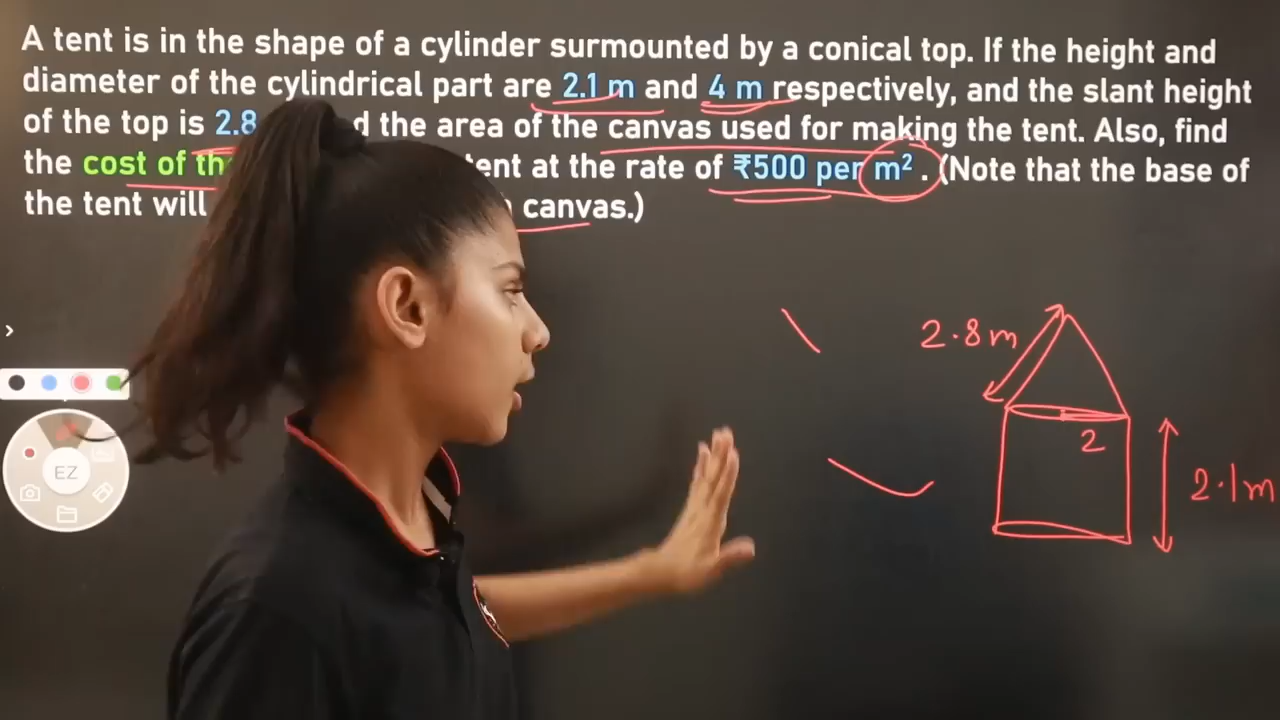 A tent is in the shape of a cylinder surmounted by a conical top. If the height and
diameter of the cylindrical part are 2.1 m and 4 m respectively, and the slant height
of the top is 2.8 d the area of the canvas used for making the tent. Also, find
the cost of th tent at the rate of ₹500 per m². (Note that the base of
the tent will canvas.)
2.8m
2
2.1m
EZ